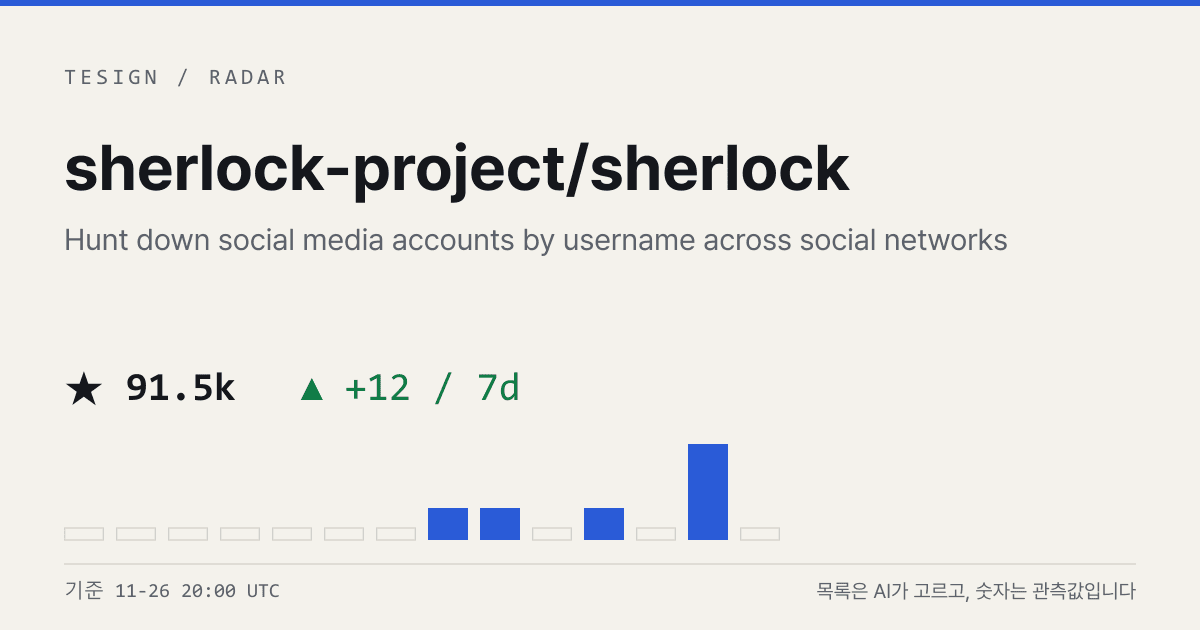 TESIGN / RADAR
sherlock-project/sherlock
Hunt down social media accounts by username across social networks
★ 91.5k ▲ +12 / 7d
기준 11-26 20:00 UTC
목록은 AI가 고르고, 숫자는 관측값입니다